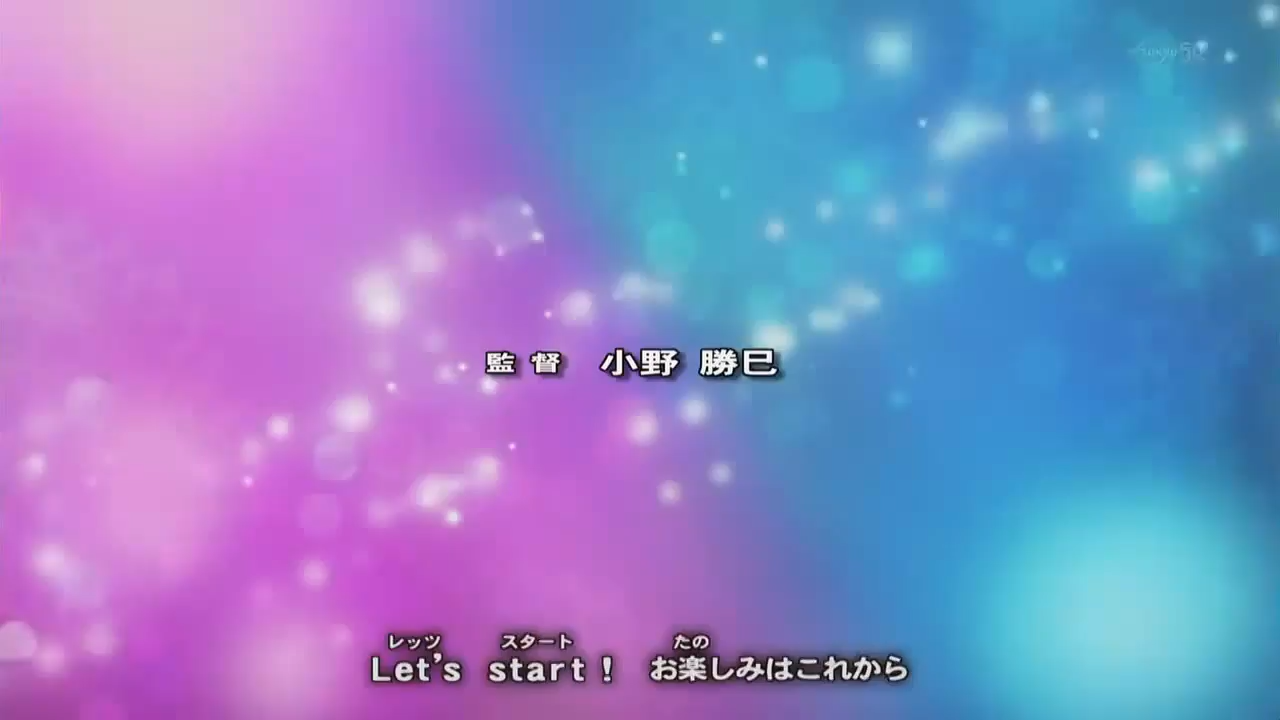 監督 小野 勝巳
レッツ スタート たの
Let's start! お楽しみはこれから